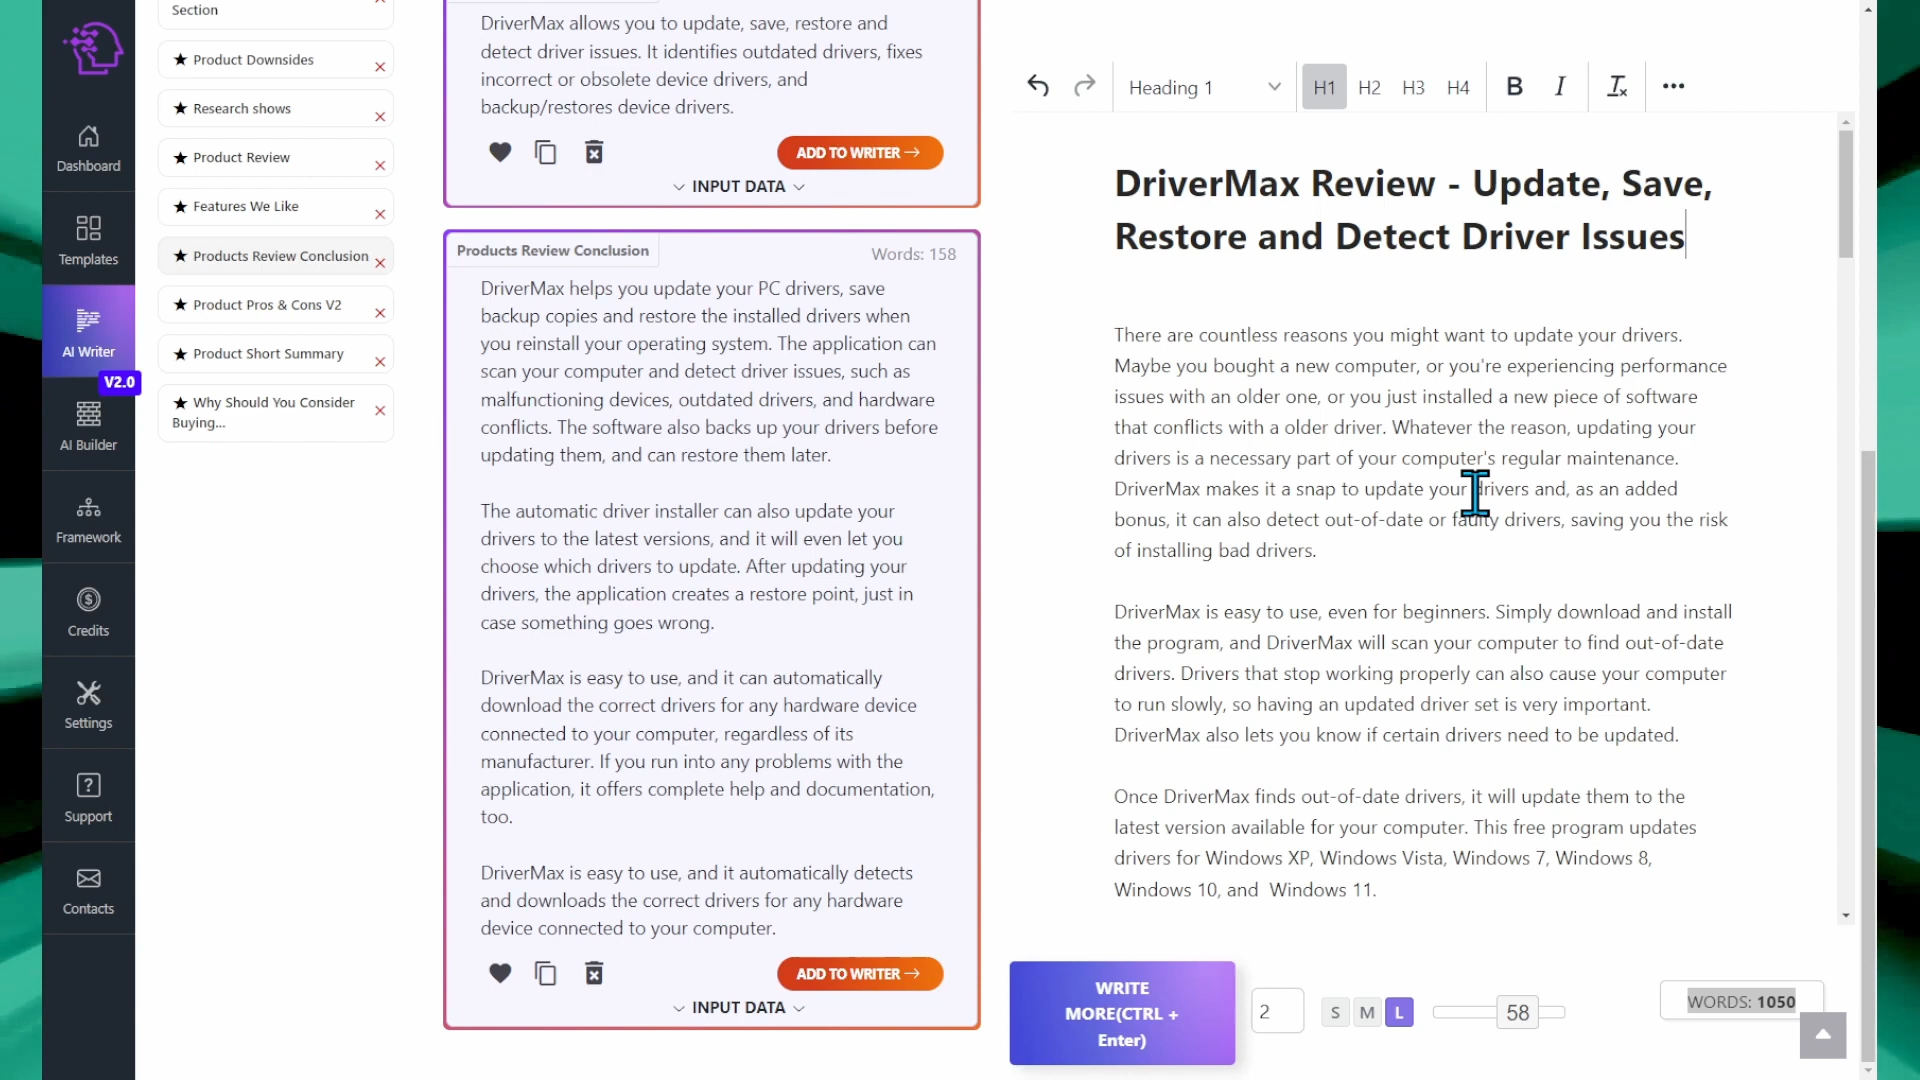 Section
★ Product Downsides
★ Research shows
★ Product Review
★ Features We Like
★ Products Review Conclusion
★ Product Pros & Cons V2
★ Product Short Summary
★ Why Should You Consider
Buying...
Dashboard
Templates
AI Writer
V2.0
AI Builder
Framework
Credits
Settings
Support
Contacts
DriverMax allows you to update, save, restore and
detect driver issues. It identifies outdated drivers, fixes
incorrect or obsolete device drivers, and
backup/restores device drivers.
ADD TO WRITER →
INPUT DATA
Products Review Conclusion
Words: 158
DriverMax helps you update your PC drivers, save
backup copies and restore the installed drivers when
you reinstall your operating system. The application can
scan your computer and detect driver issues, such as
malfunctioning devices, outdated drivers, and hardware
conflicts. The software also backs up your drivers before
updating them, and can restore them later.
The automatic driver installer can also update your
drivers to the latest versions, and it will even let you
choose which drivers to update. After updating your
drivers, the application creates a restore point, just in
case something goes wrong.
DriverMax is easy to use, and it can automatically
download the correct drivers for any hardware device
connected to your computer, regardless of its
manufacturer. If you run into any problems with the
application, it offers complete help and documentation,
too.
DriverMax is easy to use, and it automatically detects
and downloads the correct drivers for any hardware
device connected to your computer.
ADD TO WRITER →
INPUT DATA
Heading 1
H1 H2 H3 H4 B I
DriverMax Review - Update, Save,
Restore and Detect Driver Issues
There are countless reasons you might want to update your drivers.
Maybe you bought a new computer, or you're experiencing performance
issues with an older one, or you just installed a new piece of software
that conflicts with a older driver. Whatever the reason, updating your
drivers is a necessary part of your computer's regular maintenance.
DriverMax makes it a snap to update your drivers and, as an added
bonus, it can also detect out-of-date or faulty drivers, saving you the risk
of installing bad drivers.
DriverMax is easy to use, even for beginners. Simply download and install
the program, and DriverMax will scan your computer to find out-of-date
drivers. Drivers that stop working properly can also cause your computer
to run slowly, so having an updated driver set is very important.
DriverMax also lets you know if certain drivers need to be updated.
Once DriverMax finds out-of-date drivers, it will update them to the
latest version available for your computer. This free program updates
drivers for Windows XP, Windows Vista, Windows 7, Windows 8,
Windows 10, and Windows 11.
WRITE
MORE(CTRL +
Enter)
2
S M L
58
WORDS: 1050